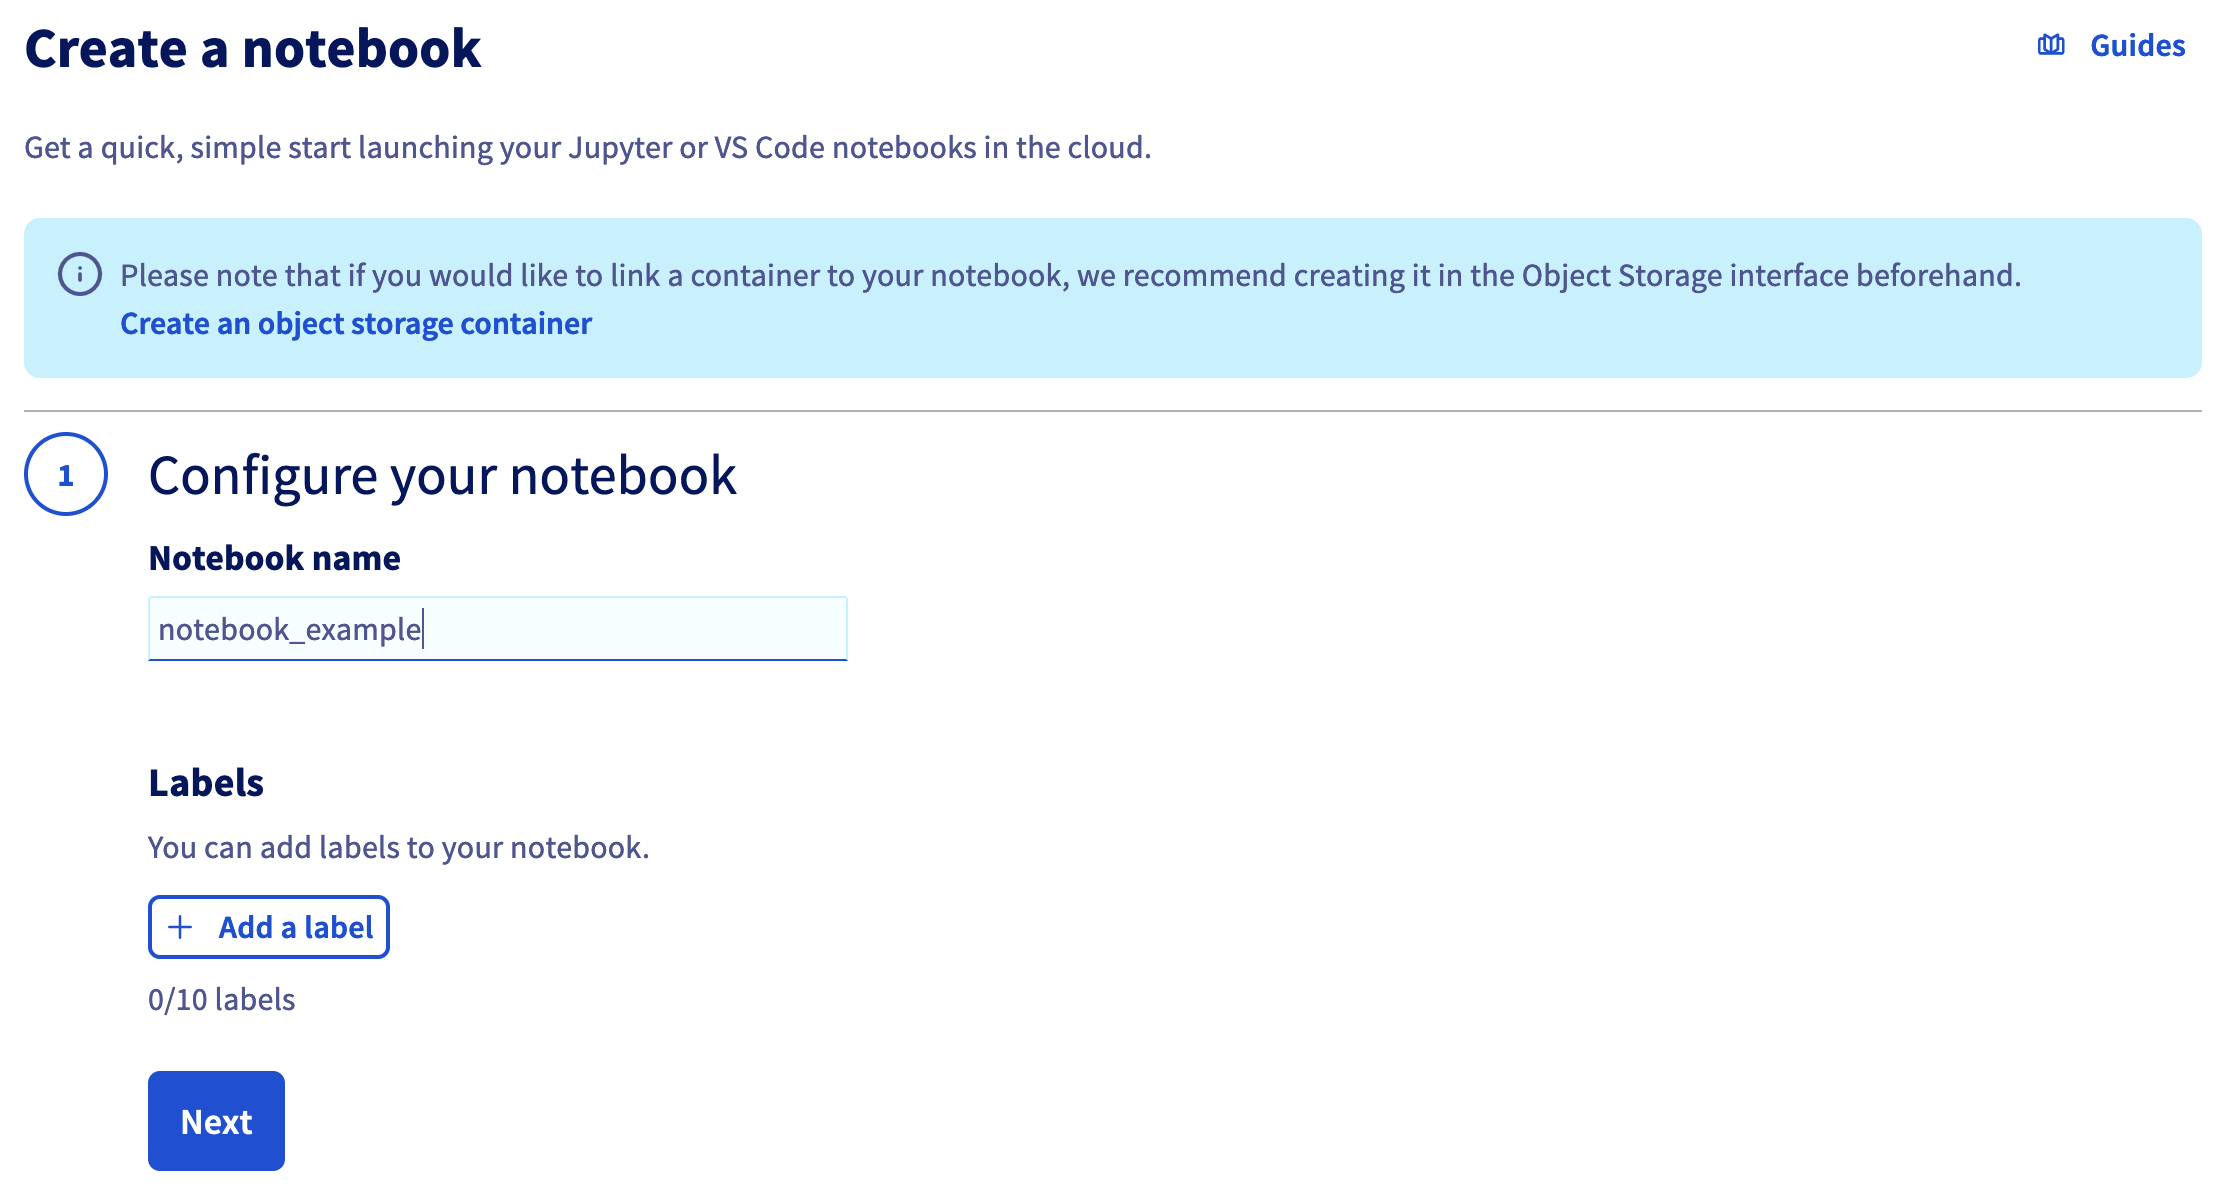 Create a notebook
Guides
Get a quick, simple start launching your Jupyter or VS Code notebooks in the cloud.
Please note that if you would like to link a container to your notebook, we recommend creating it in the Object Storage interface beforehand.
Create an object storage container
1
Configure your notebook
Notebook name
notebook_example
Labels
You can add labels to your notebook.
+ Add a label
0/10 labels
Next